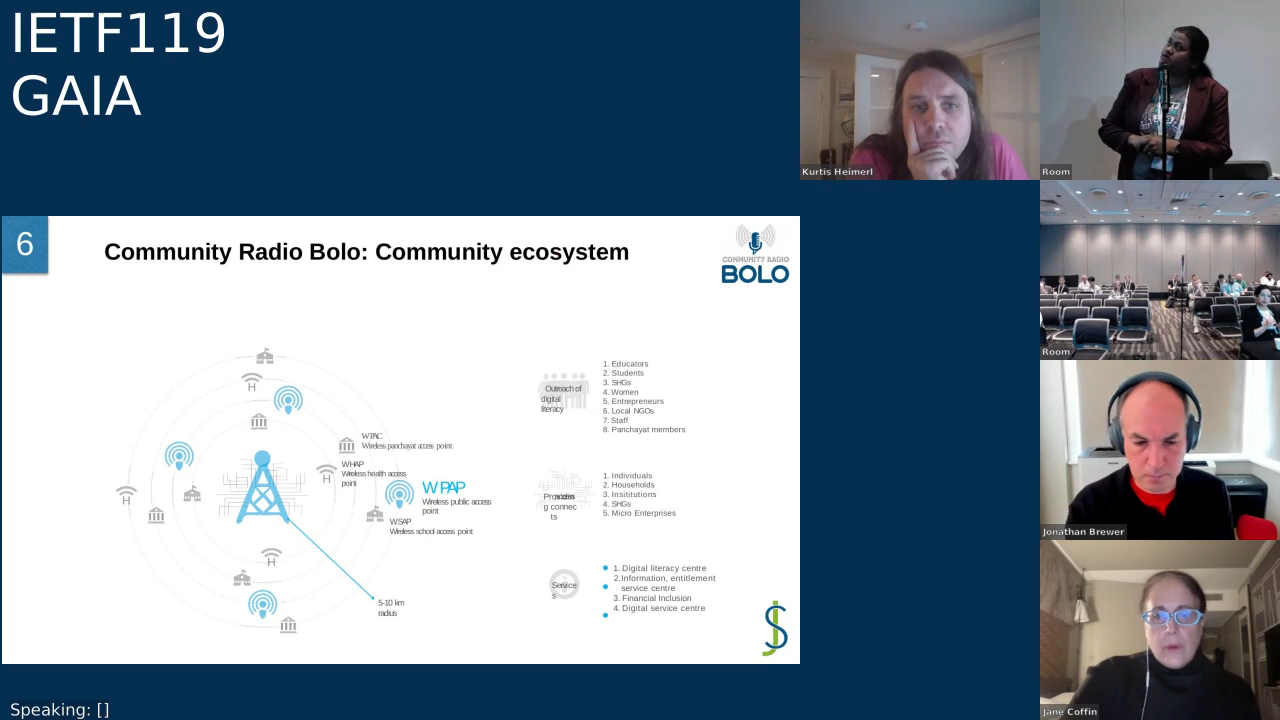 IETF119
GAIA
Kurtis Heimerl
Room
Room
Jonathan Brewer
Jane Coffin
6
Community Radio Bolo: Community ecosystem
COMMUNITY RADIO
BOLO
H
H
H
H
WPAC
Wireless panchayat access point
WHAP
Wireless health access
point
WPAP
Wireless public access
point
WSAP
Wireless school access point
5-10 km
radius
Outreach of
digital
literacy
1. Educators
2. Students
3. SHGs
4. Women
5. Entrepreneurs
6. Local NGOs
7. Staff
8. Panchayat members
g connec
ts
1. Individuals
2. Households
3. Insititutions
4. SHGs
5. Micro Enterprises
Service
s
1. Digital literacy centre
2.Information, entitlement
service centre
3. Financial Inclusion
4. Digital service centre
Speaking: []